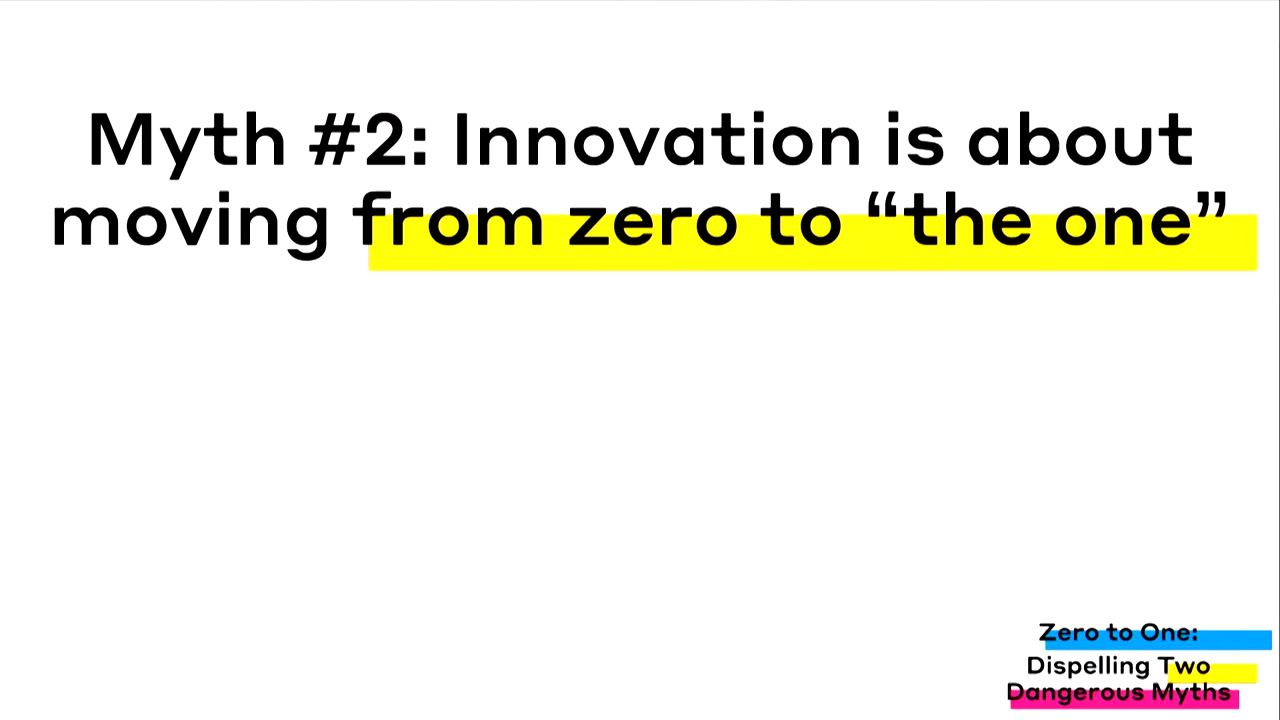 Myth #2: Innovation is about
moving from zero to “the one”
Zero to One:
Dispelling Two
Dangerous Myths